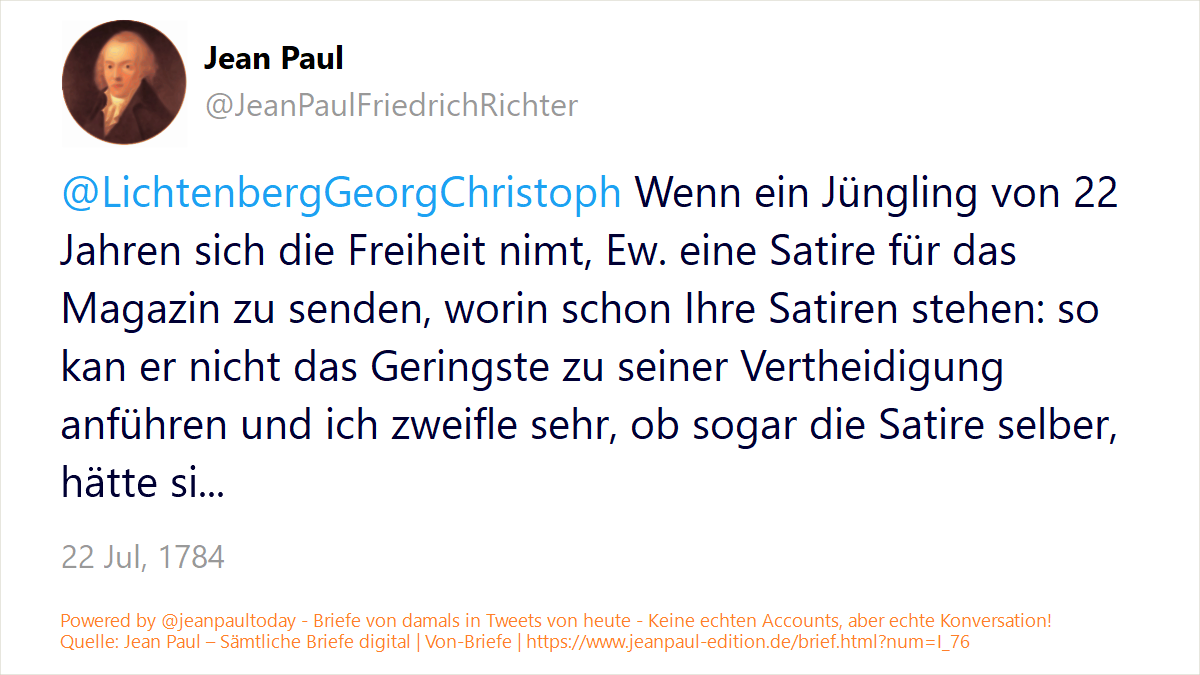 Jean Paul
@JeanPaulFriedrichRichter
@LichtenbergGeorgChristoph Wenn ein Jüngling von 22
Jahren sich die Freiheit nimt, Ew. eine Satire für das
Magazin zu senden, worin schon Ihre Satiren stehen: so
kan er nicht das Geringste zu seiner Vertheidigung
anführen und ich zweifle sehr, ob sogar die Satire selber,
hätte si...
22 Jul, 1784
Powered by @jeanpaultoday - Briefe von damals in Tweets von heute - Keine echten Accounts, aber echte Konversation!
Quelle: Jean Paul – Sämtliche Briefe digital | Von-Briefe | https://www.jeanpaul-edition.de/brief.html?num=I_76